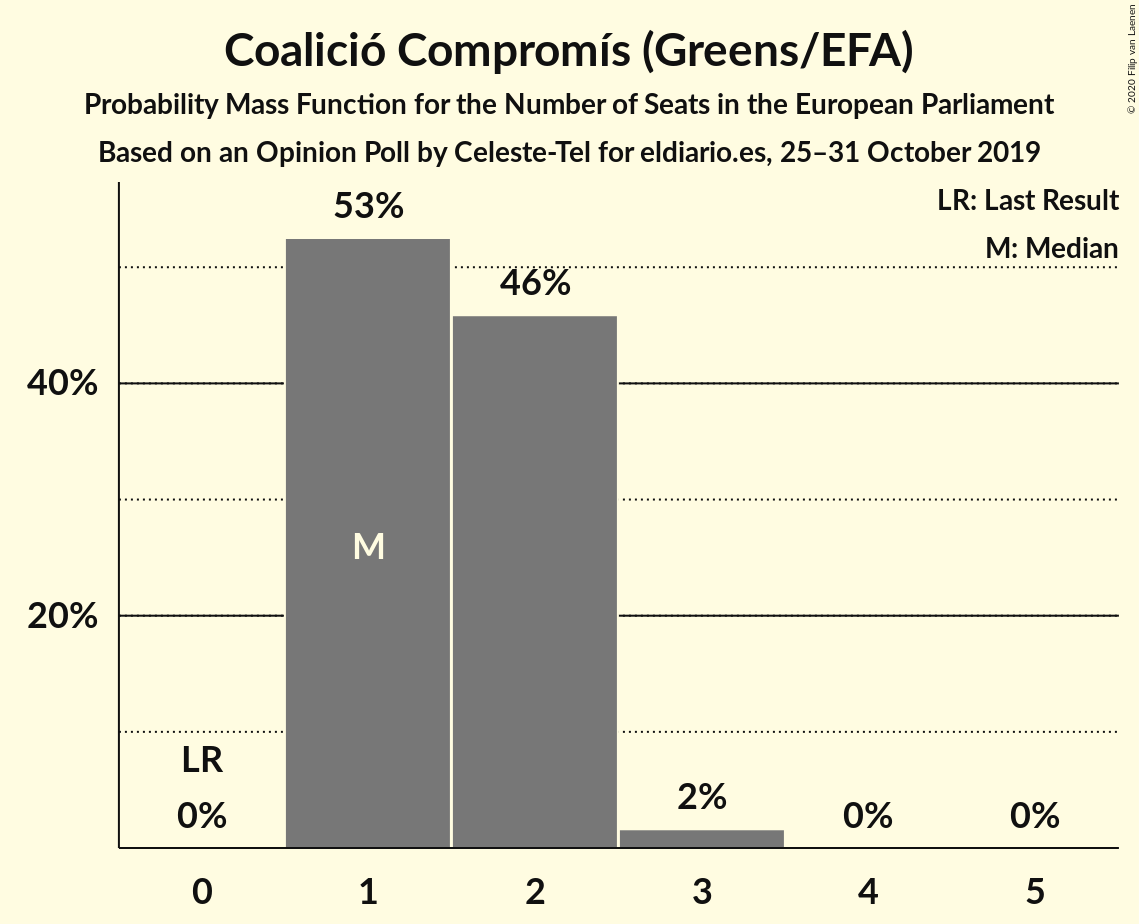 Coalició Compromís (Greens/EFA)
Probability Mass Function for the Number of Seats in the European Parliament
Based on an Opinion Poll by Celeste-Tel for eldiario.es, 25–31 October 2019
© 2020 Filip van Laenen
LR: Last Result
M: Median
53%
46%
40%
M
20%
LR
0%
2%
0%
0%
0
1
2
3
4
5